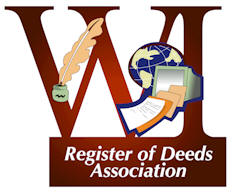 WI
Register of Deeds
Association